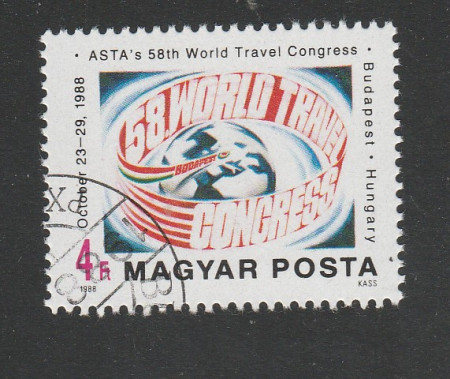 · ASTA's 58th World Travel Congress ·
October 23–29, 1988
Budapest · Hungary
58. WORLD TRAVEL
BUDAPEST
CONGRESS
4 Ft
MAGYAR POSTA
1988
KASS